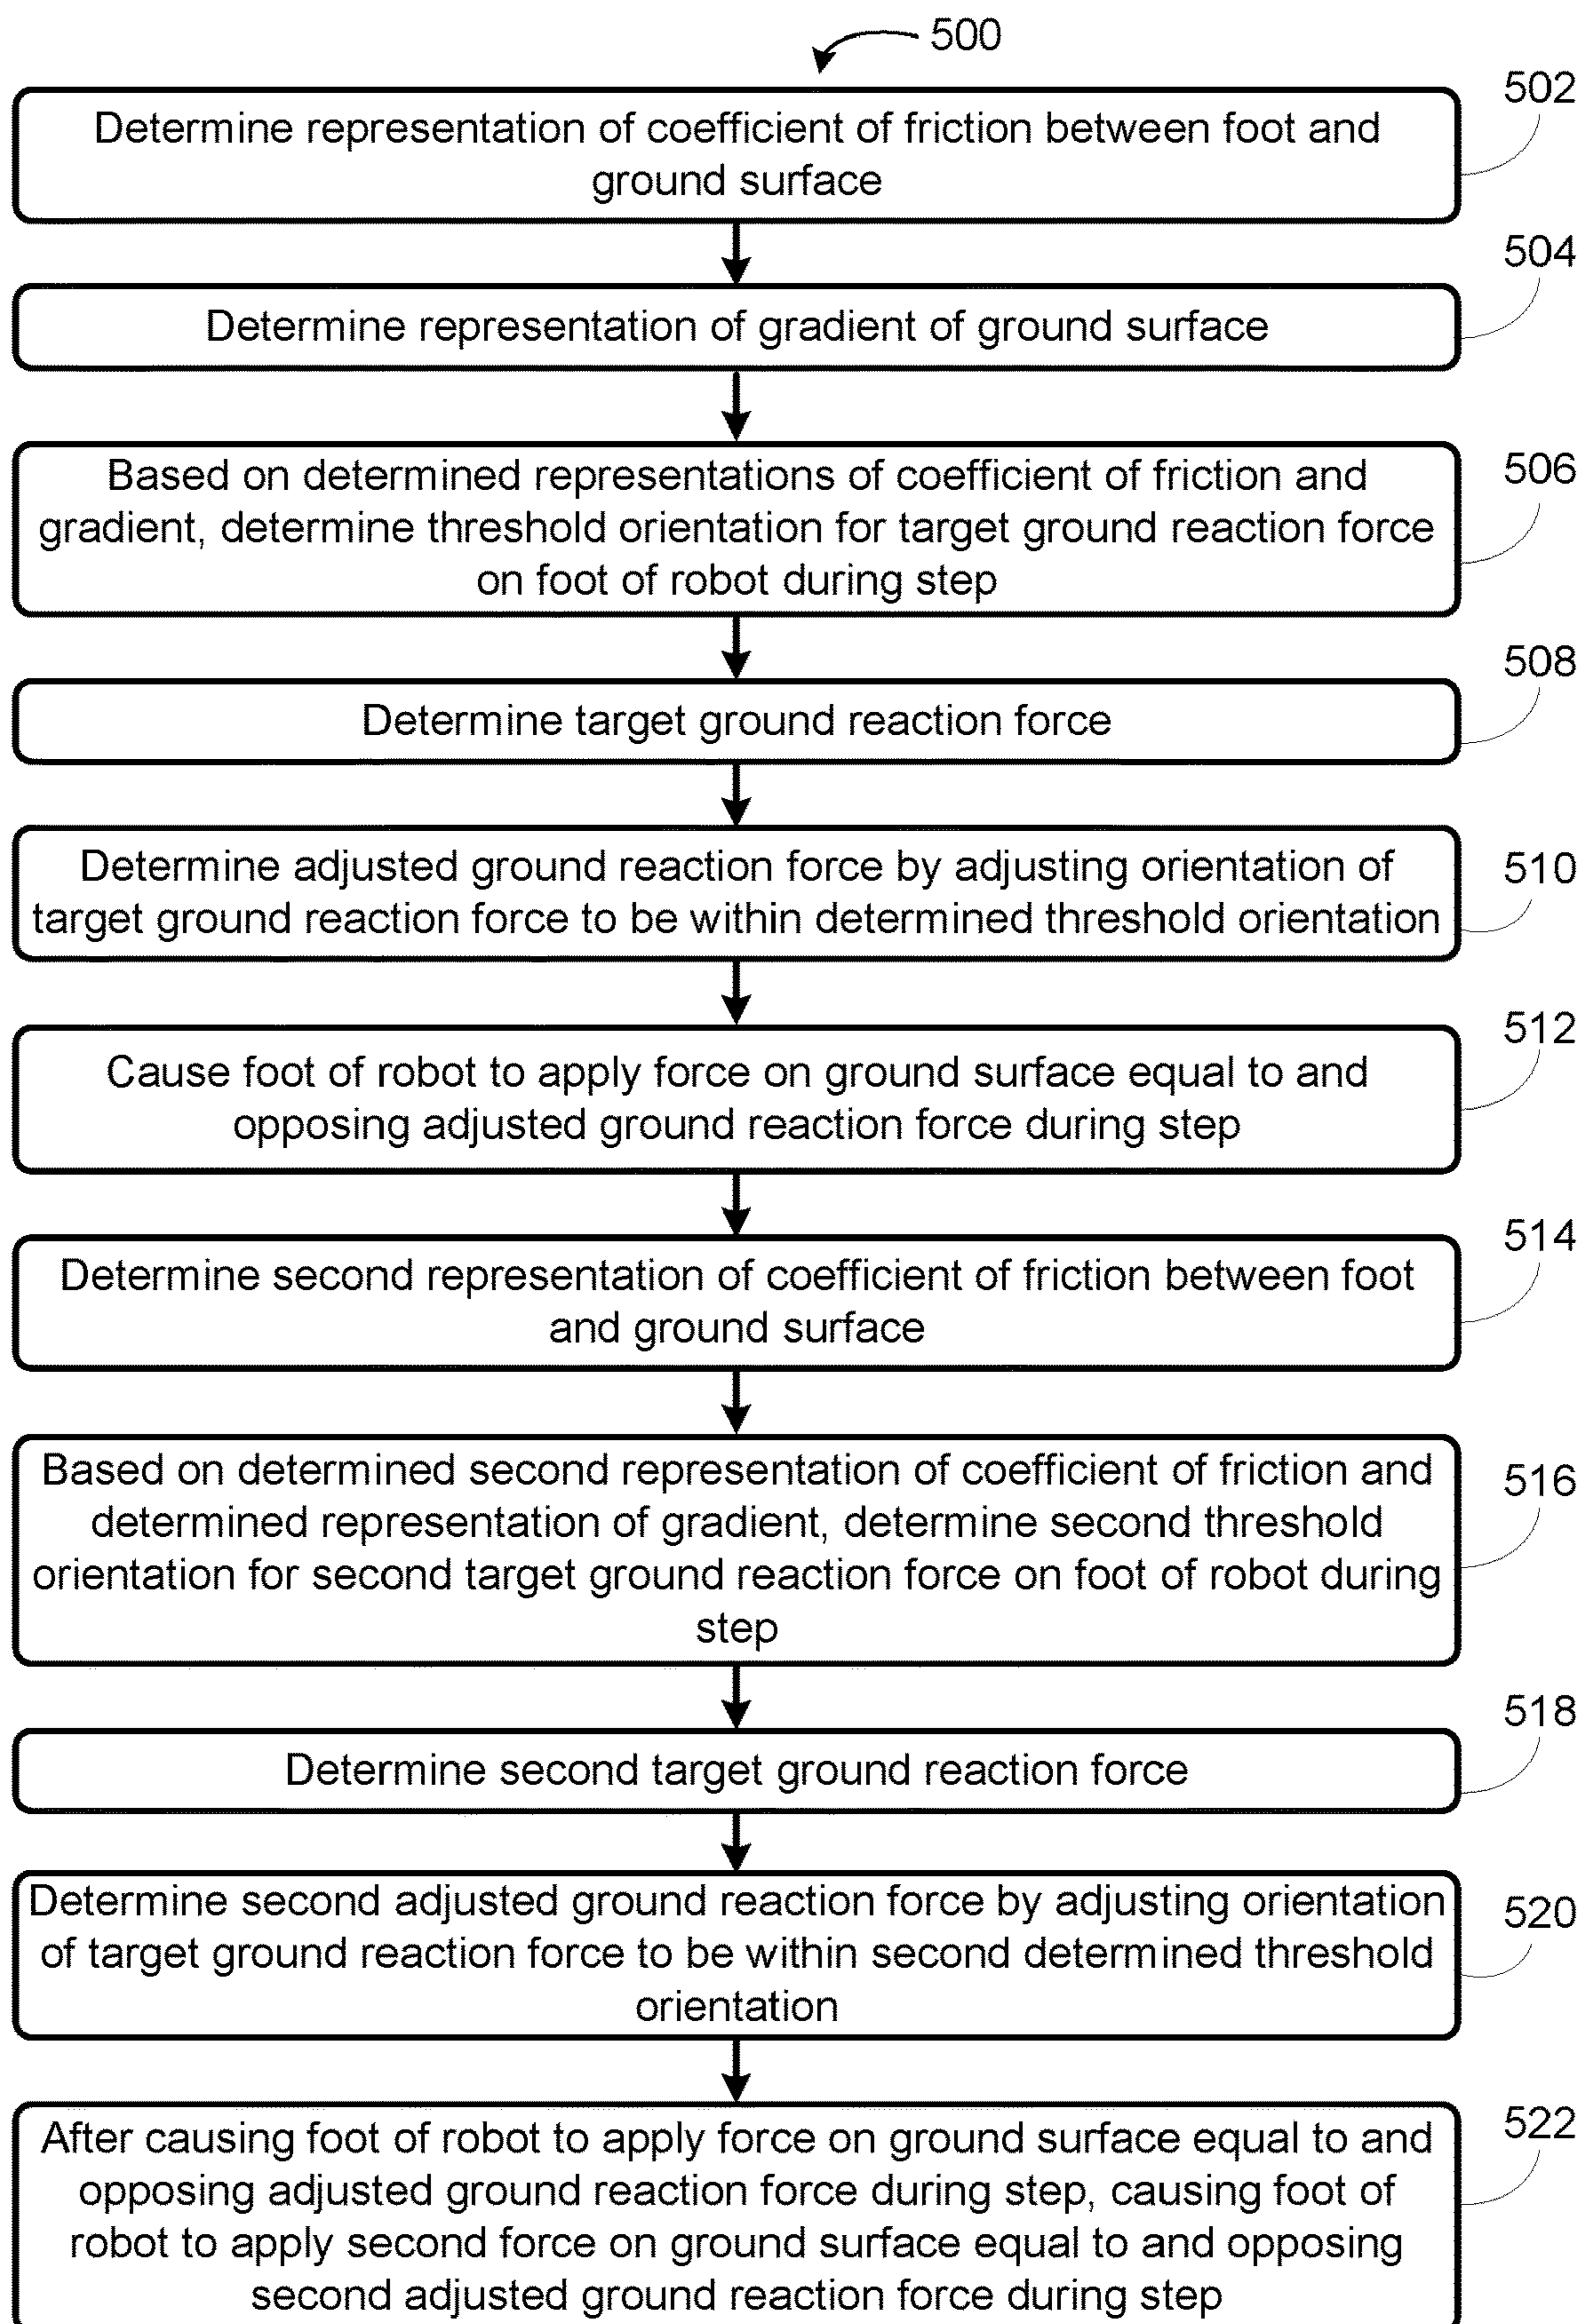 500
502
Determine representation of coefficient of friction between foot and
ground surface
504
Determine representation of gradient of ground surface
506
Based on determined representations of coefficient of friction and
gradient, determine threshold orientation for target ground reaction force
on foot of robot during step
508
Determine target ground reaction force
510
Determine adjusted ground reaction force by adjusting orientation of
target ground reaction force to be within determined threshold orientation
512
Cause foot of robot to apply force on ground surface equal to and
opposing adjusted ground reaction force during step
514
Determine second representation of coefficient of friction between foot
and ground surface
516
Based on determined second representation of coefficient of friction and
determined representation of gradient, determine second threshold
orientation for second target ground reaction force on foot of robot during
step
518
Determine second target ground reaction force
520
Determine second adjusted ground reaction force by adjusting orientation
of target ground reaction force to be within second determined threshold
orientation
522
After causing foot of robot to apply force on ground surface equal to and
opposing adjusted ground reaction force during step, causing foot of
robot to apply second force on ground surface equal to and opposing
second adjusted ground reaction force during step